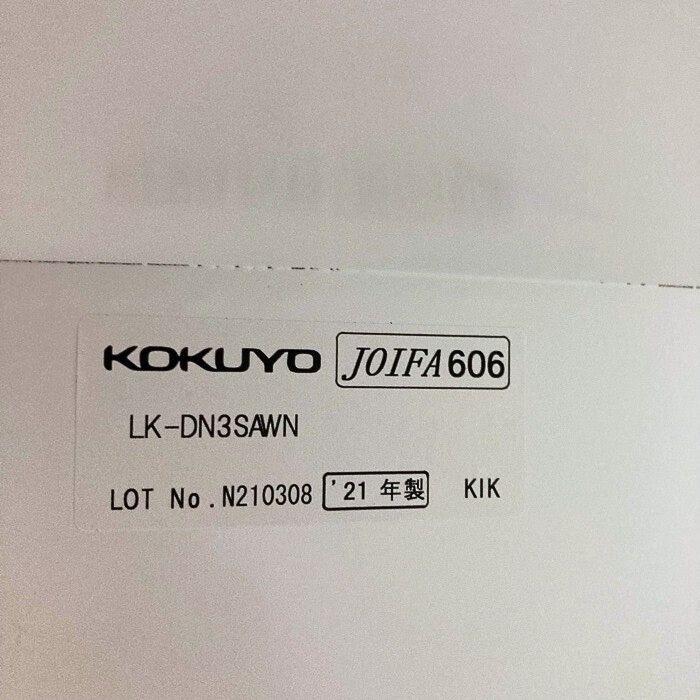 KOKUYO JOIFA606
LK-DN3SAWN
LOT No.N210308 '21 年製 KIK